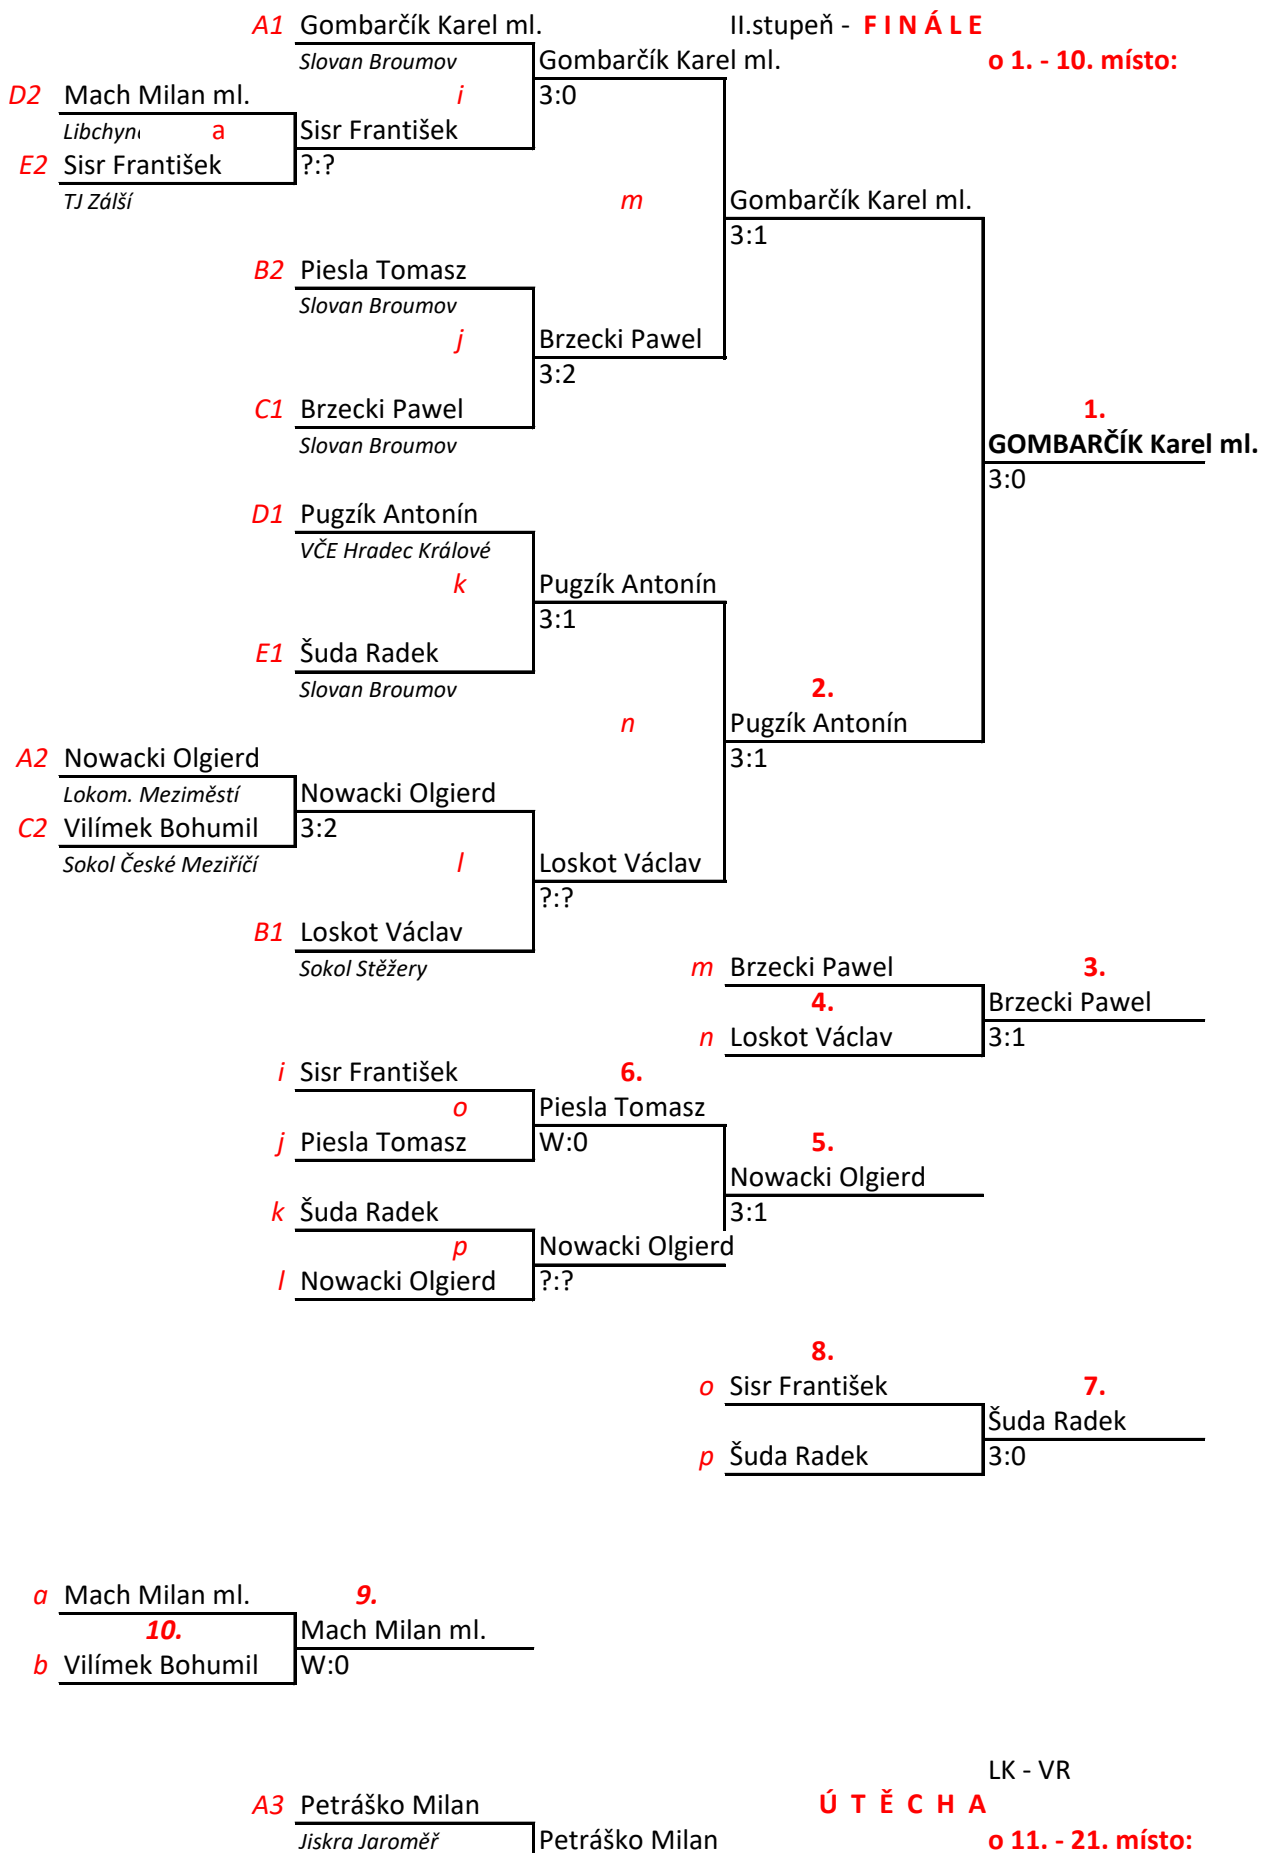 A1 Gombarčík Karel ml. II.stupeň - F I N Á L E
Slovan Broumov Gombarčík Karel ml. o 1. - 10. místo:
D2 Mach Milan ml. i 3:0
a Sisr František
E2 Sisr František ?:?
TJ Zálší m Gombarčík Karel ml.
3:1
B2 Piesla Tomasz
Slovan Broumov
j Brzecki Pawel
3:2
C1 Brzecki Pawel 1.
Slovan Broumov GOMBARČÍK Karel ml.
3:0
D1 Pugzík Antonín
VČE Hradec Králové
k Pugzík Antonín
3:1
E1 Šuda Radek
Slovan Broumov 2.
n Pugzík Antonín
A2 Nowacki Olgierd 3:1
Lokom. Meziměstí Nowacki Olgierd
C2 Vilímek Bohumil 3:2
Sokol České Meziříčí l Loskot Václav
?:?
B1 Loskot Václav
Sokol Stěžery m Brzecki Pawel 3.
4. Brzecki Pawel
n Loskot Václav 3:1
i Sisr František 6.
o Piesla Tomasz
j Piesla Tomasz W:0 5.
Nowacki Olgierd
k Šuda Radek 3:1
p Nowacki Olgierd
l Nowacki Olgierd ?:?
8.
o Sisr František 7.
Šuda Radek
p Šuda Radek 3:0
a Mach Milan ml. 9.
10. Mach Milan ml.
b Vilímek Bohumil W:0
LK - VR
A3 Petráško Milan Ú T Ě C H A
Jiskra Jaroměř Petráško Milan o 11. - 21. místo: